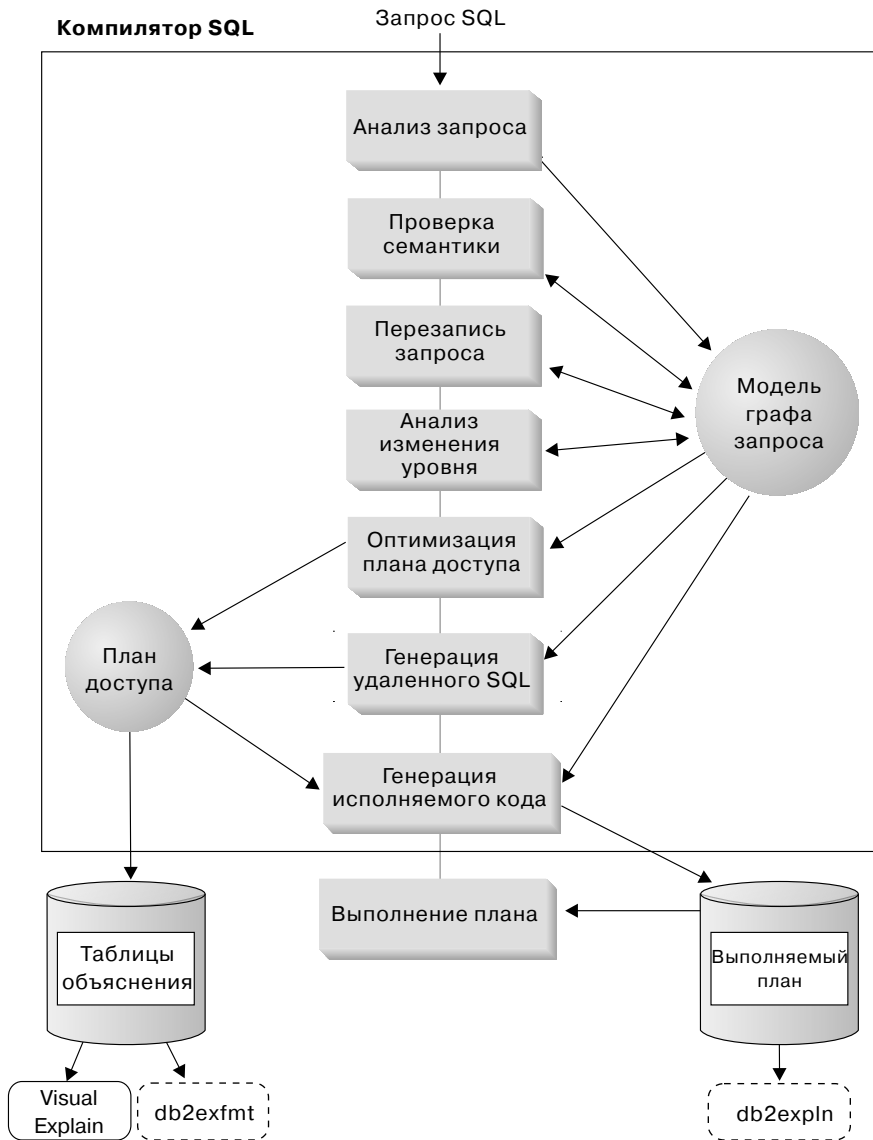 Компилятор SQL
Запрос SQL
Анализ запроса
Проверка
семантики
Перезапись
запроса
Модель
графа
запроса
Анализ
изменения
уровня
Оптимизация
плана доступа
План
доступа
Генерация
удаленного SQL
Генерация
исполняемого кода
Выполнение плана
Таблицы
объяснения
Выполняемый
план
Visual
Explain
db2exfmt
db2expln